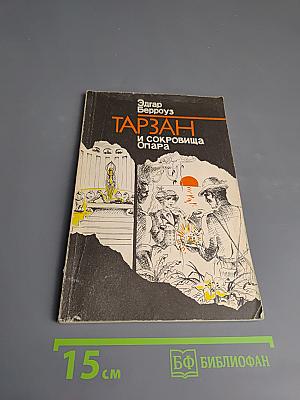 Эдгар
Берроуз
ТАРЗАН
И СОКРОВИЩА
ОПАРА
15 см
БФ БИБЛИОФАН